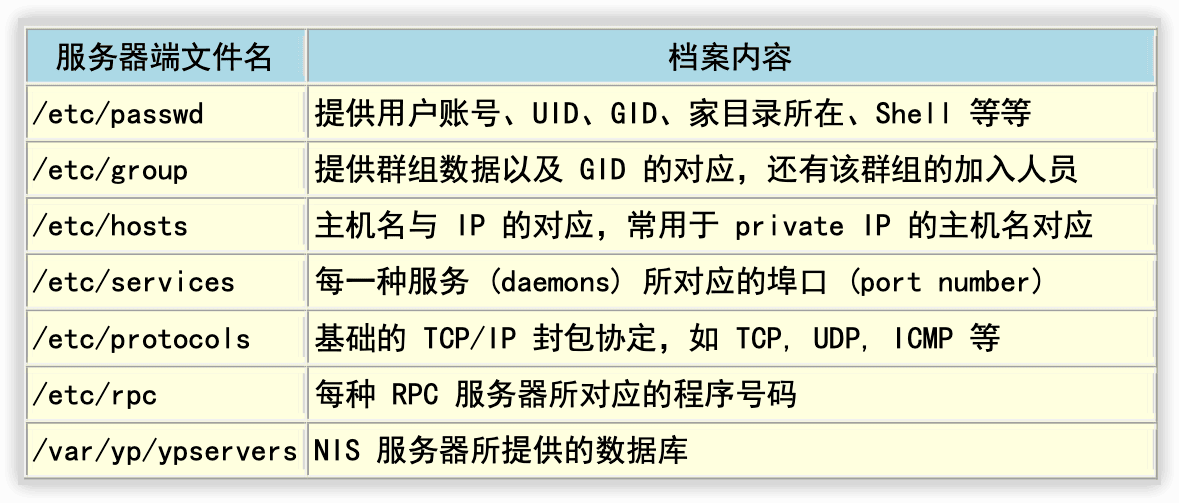 服务器端文件名 档案内容
/etc/passwd 提供用户账号、UID、GID、家目录所在、Shell 等等
/etc/group 提供群组数据以及 GID 的对应，还有该群组的加入人员
/etc/hosts 主机名与 IP 的对应，常用于 private IP 的主机名对应
/etc/services 每一种服务 (daemons) 所对应的埠口 (port number)
/etc/protocols 基础的 TCP/IP 封包协定，如 TCP, UDP, ICMP 等
/etc/rpc 每种 RPC 服务器所对应的程序号码
/var/yp/ypservers NIS 服务器所提供的数据库